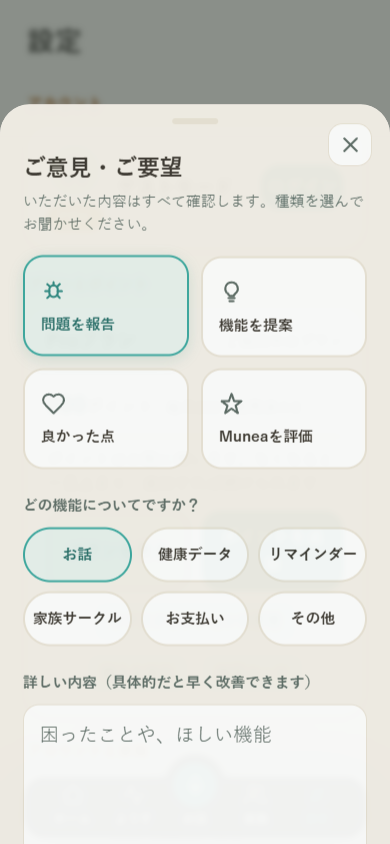 設定
ご意見・ご要望
いただいた内容はすべて確認します。種類を選んで
お聞かせください。
問題を報告
機能を提案
良かった点
Muneaを評価
どの機能についてですか？
お話
健康データ
リマインダー
家族サークル
お支払い
その他
詳しい内容（具体的だと早く改善できます）
困ったことや、ほしい機能